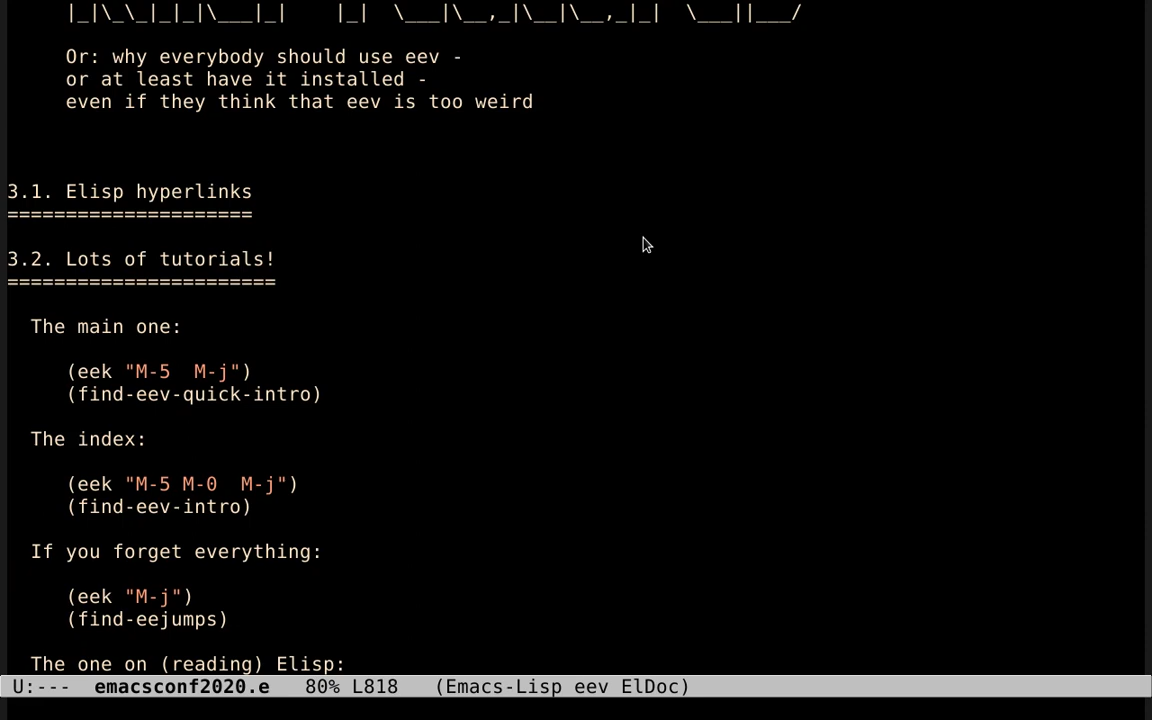 |_|\_\_|_|_|\___|_|    |_|  \___|\__,_|\__|\__,_|_|  \___||___/
Or: why everybody should use eev -
or at least have it installed -
even if they think that eev is too weird
3.1. Elisp hyperlinks
=====================
3.2. Lots of tutorials!
=======================
The main one:
(eek "M-5  M-j")
(find-eev-quick-intro)
The index:
(eek "M-5 M-0  M-j")
(find-eev-intro)
If you forget everything:
(eek "M-j")
(find-eejumps)
The one on (reading) Elisp:
U:---  emacsconf2020.e   80% L818   (Emacs-Lisp eev ElDoc)